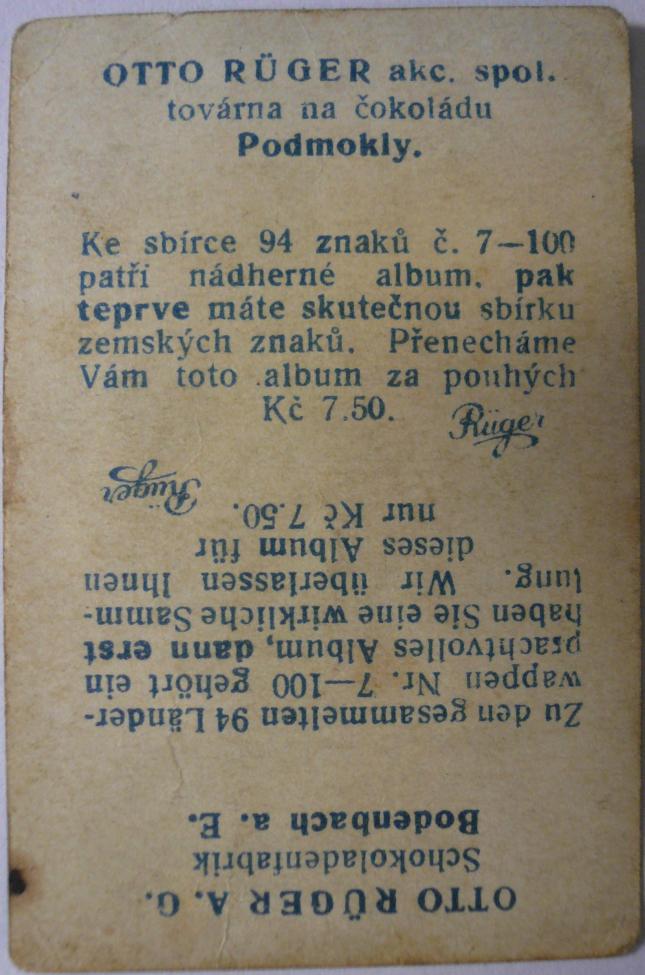 OTTO RÜGER akc. spol.
továrna na čokoládu
Podmokly.
Ke sbírce 94 znaků č. 7—100
patří nádherné album, pak
teprve máte skutečnou sbírku
zemských znaků. Přenecháme
Vám toto album za pouhých
Kč 7.50.
Rüger
OTTO RÜGER A. G.
Schokoladenfabrik
Bodenbach a. E.
Zu den gesammelten 94 Länder-
wappen Nr. 7—100 gehört ein
prachtvolles Album, dann erst
haben Sie eine wirkliche Samm-
lung. Wir überlassen Ihnen
dieses Album für
nur Kč 7.50.
Rüger